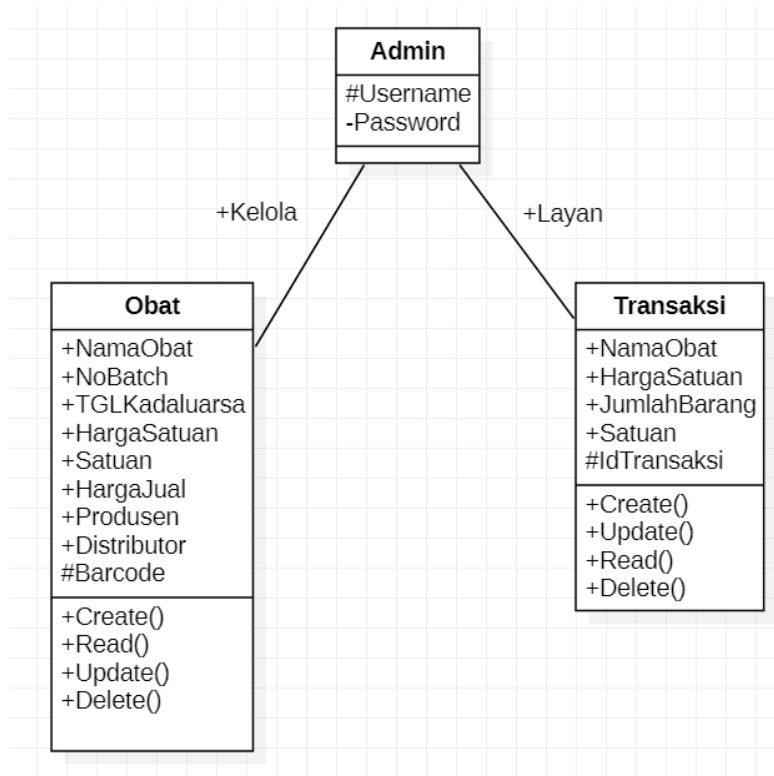 Admin
#Username
-Password
+Kelola
+Layan
Obat
+NamaObat
+NoBatch
+TGLKadaluarsa
+HargaSatuan
+Satuan
+HargaJual
+Produsen
+Distributor
#Barcode
+Create()
+Read()
+Update()
+Delete()
Transaksi
+NamaObat
+HargaSatuan
+JumlahBarang
+Satuan
#IdTransaksi
+Create()
+Update()
+Read()
+Delete()